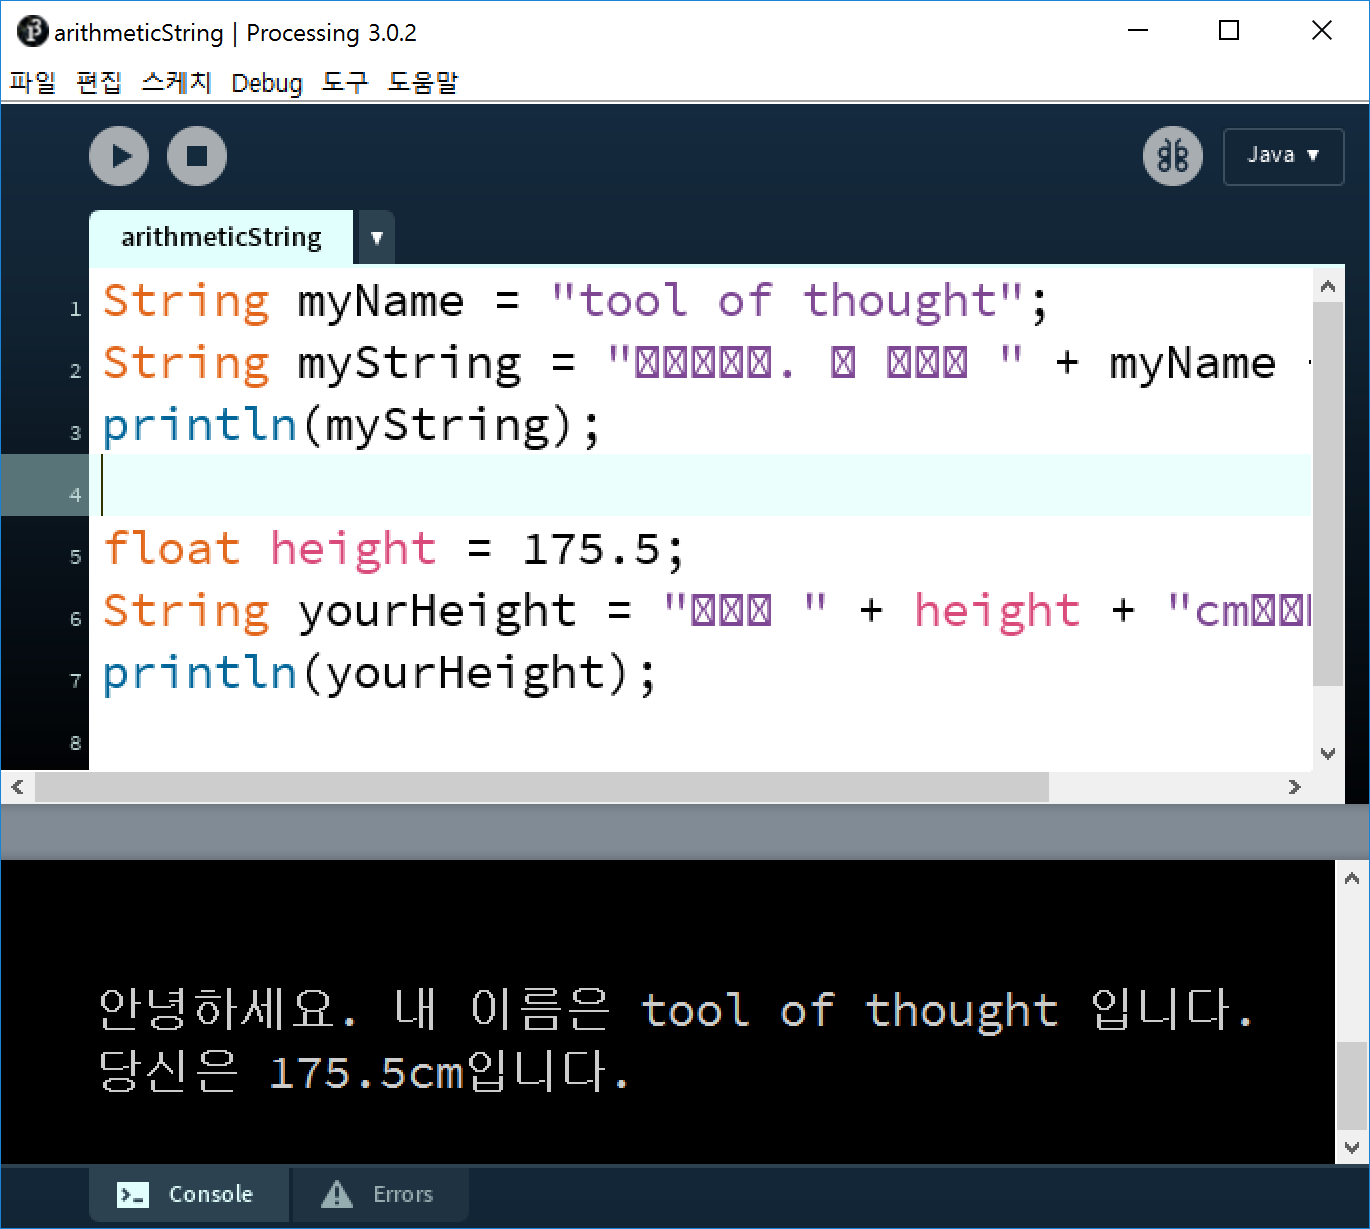 arithmeticString | Processing 3.0.2
파일 편집 스케치 Debug 도구 도움말
Java ▼
arithmeticString ▼
1 String myName = "tool of thought";
2 String myString = "□□□□□. □ □□□ " + myName
3 println(myString);
4
5 float height = 175.5;
6 String yourHeight = "□□□ " + height + "cm□□
7 println(yourHeight);
8
안녕하세요. 내 이름은 tool of thought 입니다.
당신은 175.5cm입니다.
Console Errors